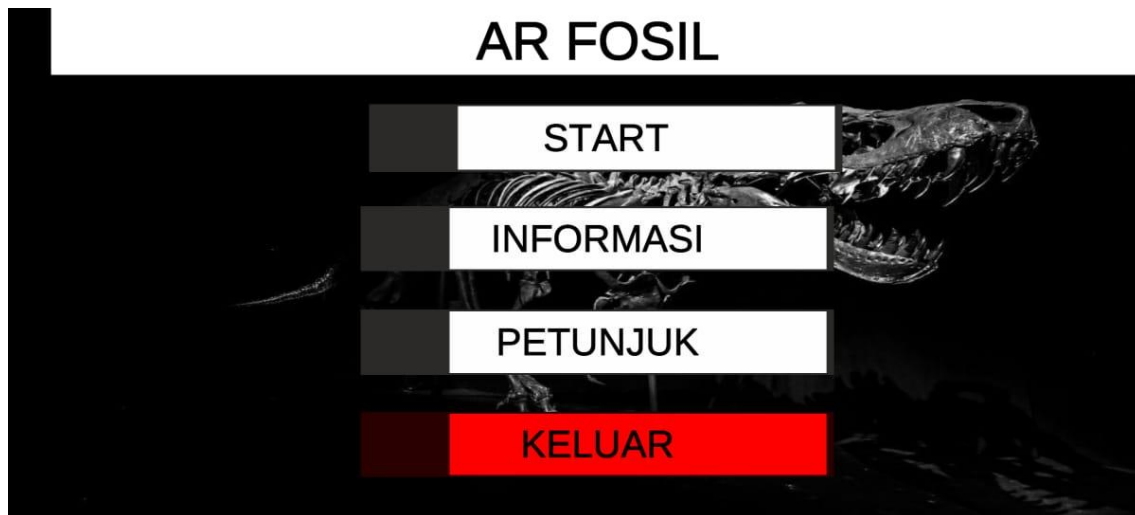 AR FOSIL
START
INFORMASI
PETUNJUK
KELUAR